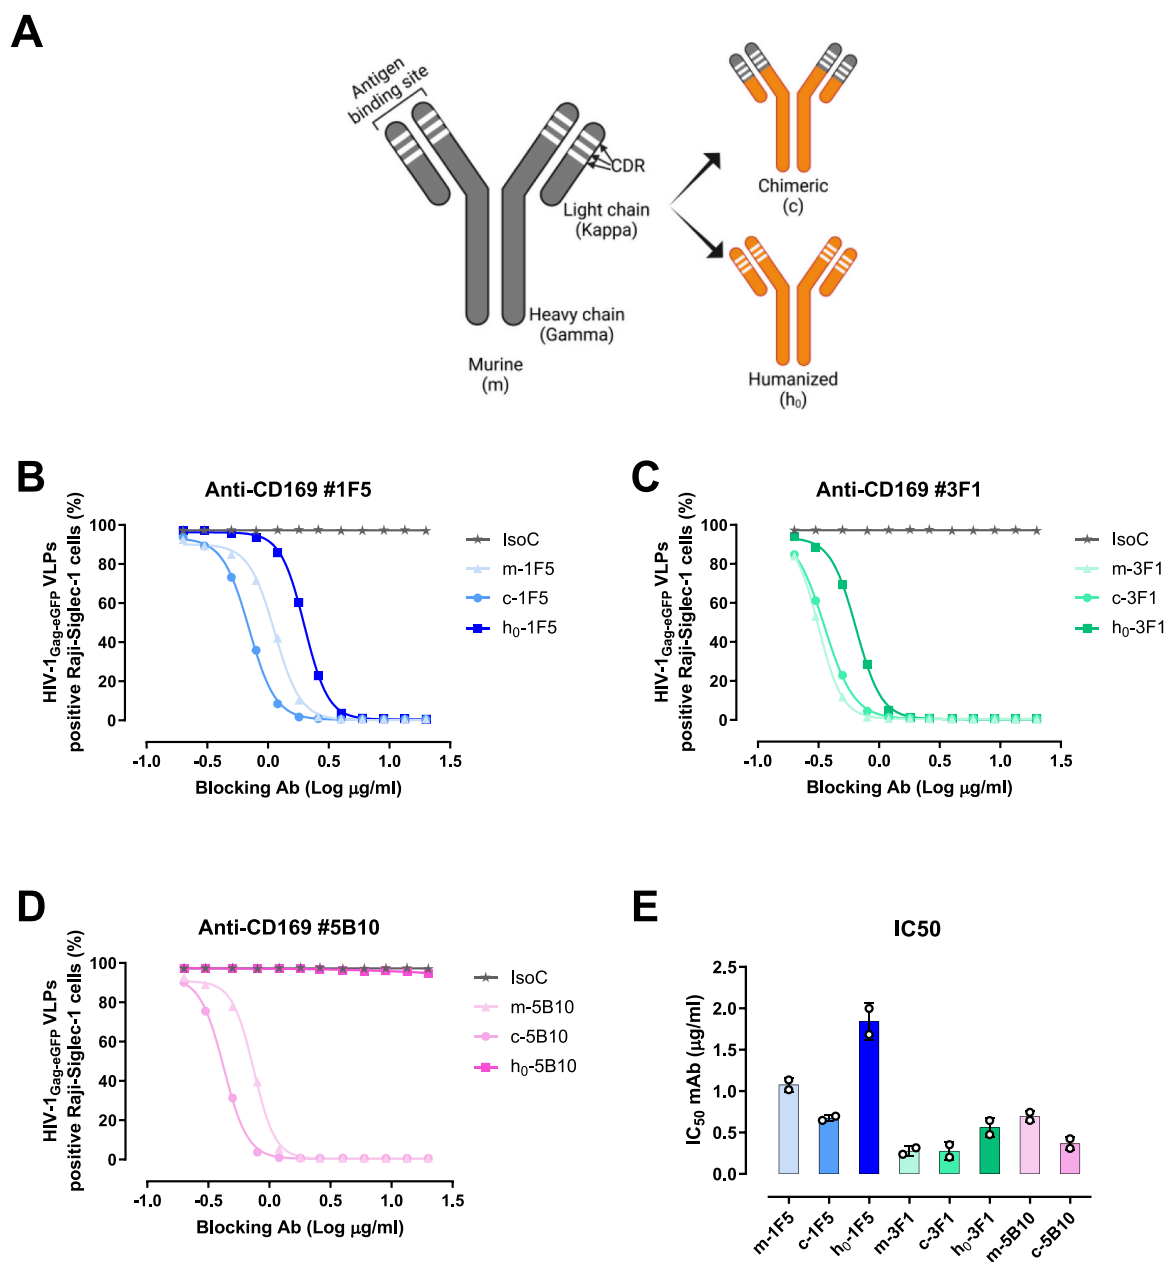 A
Antigen
binding site
CDR
Light chain
(Kappa)
Heavy chain
(Gamma)
Murine
(m)
Chimeric
(c)
Humanized
(h₀)
B
Anti-CD169 #1F5
HIV-1Gag-eGFP VLPs
positive Raji-Siglec-1 cells (%)
100
80
60
40
20
0
-1.0 -0.5 0.0 0.5 1.0 1.5
Blocking Ab (Log μg/ml)
IsoC
m-1F5
c-1F5
h₀-1F5
C
Anti-CD169 #3F1
HIV-1Gag-eGFP VLPs
positive Raji-Siglec-1 cells (%)
100
80
60
40
20
0
-1.0 -0.5 0.0 0.5 1.0 1.5
Blocking Ab (Log μg/ml)
IsoC
m-3F1
c-3F1
h₀-3F1
D
Anti-CD169 #5B10
HIV-1Gag-eGFP VLPs
positive Raji-Siglec-1 cells (%)
100
80
60
40
20
0
-1.0 -0.5 0.0 0.5 1.0 1.5
Blocking Ab (Log μg/ml)
IsoC
m-5B10
c-5B10
h₀-5B10
E
IC50
IC₅₀ mAb (μg/ml)
2.5
2.0
1.5
1.0
0.5
0.0
m-1F5
c-1F5
h₀-1F5
m-3F1
c-3F1
h₀-3F1
m-5B10
c-5B10